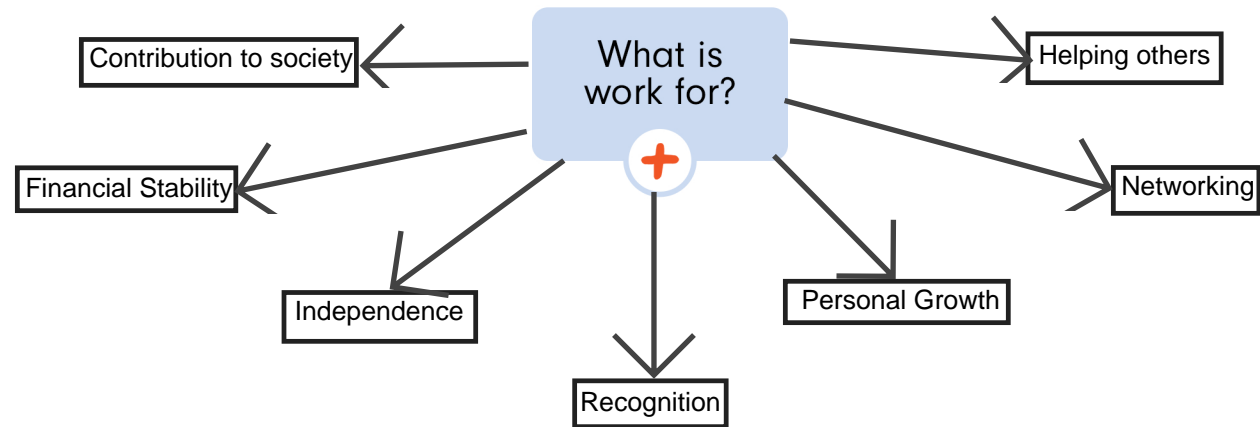 What is
work for?
Contribution to society
Helping others
Financial Stability
Networking
Independence
Personal Growth
Recognition